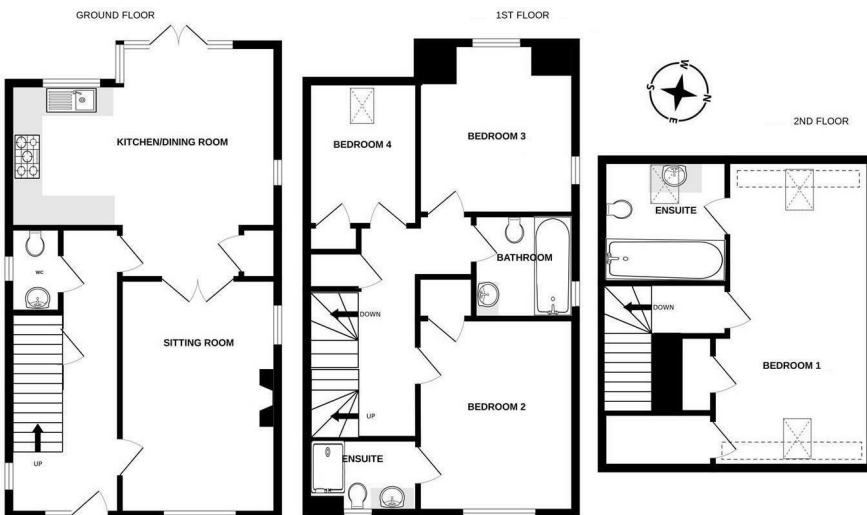 GROUND FLOOR
KITCHEN/DINING ROOM
WC
SITTING ROOM
UP
1ST FLOOR
BEDROOM 4
BEDROOM 3
BATHROOM
DOWN
UP
BEDROOM 2
ENSUITE
W
N
S
E
2ND FLOOR
ENSUITE
DOWN
BEDROOM 1